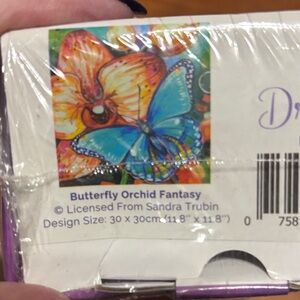 Butterfly Orchid Fantasy
© Licensed From Sandra Trubin
Design Size: 30 x 30cm (11.8" x 11.8")
0 758